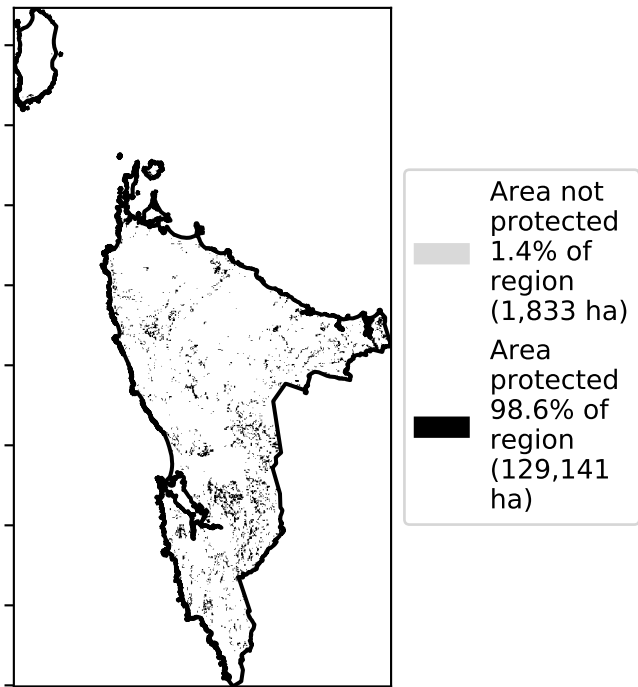 Area not
protected
1.4% of
region
(1,833 ha)
Area
protected
98.6% of
region
(129,141
ha)